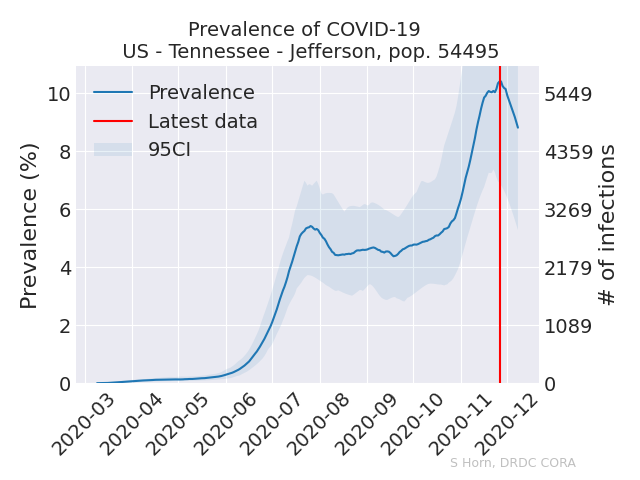 Prevalence of COVID-19
US - Tennessee - Jefferson, pop. 54495
Prevalence
Latest data
95CI
Prevalence (%)
10
8
6
4
2
0
5449
4359
3269
2179
1089
0
# of infections
2020-03
2020-04
2020-05
2020-06
2020-07
2020-08
2020-09
2020-10
2020-11
2020-12
S Horn, DRDC CORA